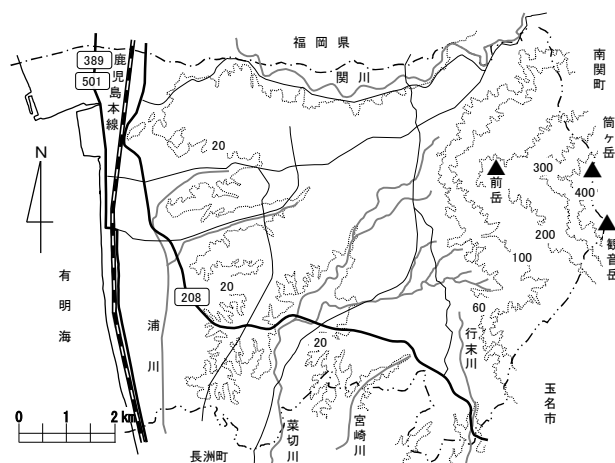 福岡県
389
501
鹿児島本線
関川
南関町
筒ヶ岳
20
N
前岳
300
400
観音岳
200
100
有明海
20
208
60
浦川
20
行末川
玉名市
0 1 2km
菜切川
宮崎川
長洲町